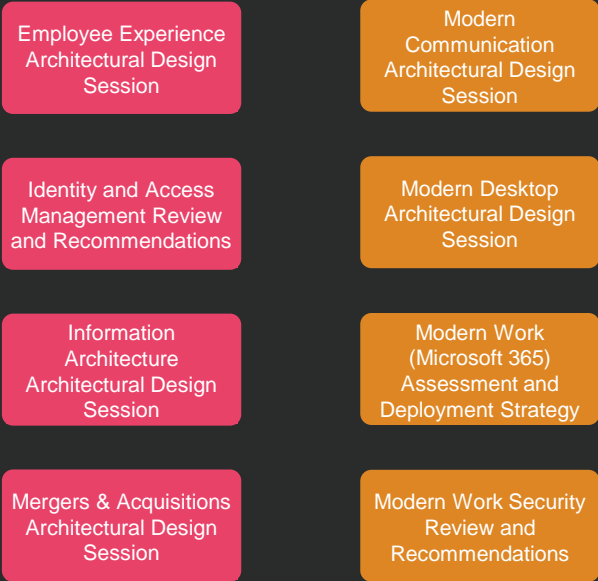 Employee Experience
Architectural Design
Session
Modern
Communication
Architectural Design
Session
Identity and Access
Management Review
and Recommendations
Modern Desktop
Architectural Design
Session
Information
Architecture
Architectural Design
Session
Modern Work
(Microsoft 365)
Assessment and
Deployment Strategy
Mergers & Acquisitions
Architectural Design
Session
Modern Work Security
Review and
Recommendations